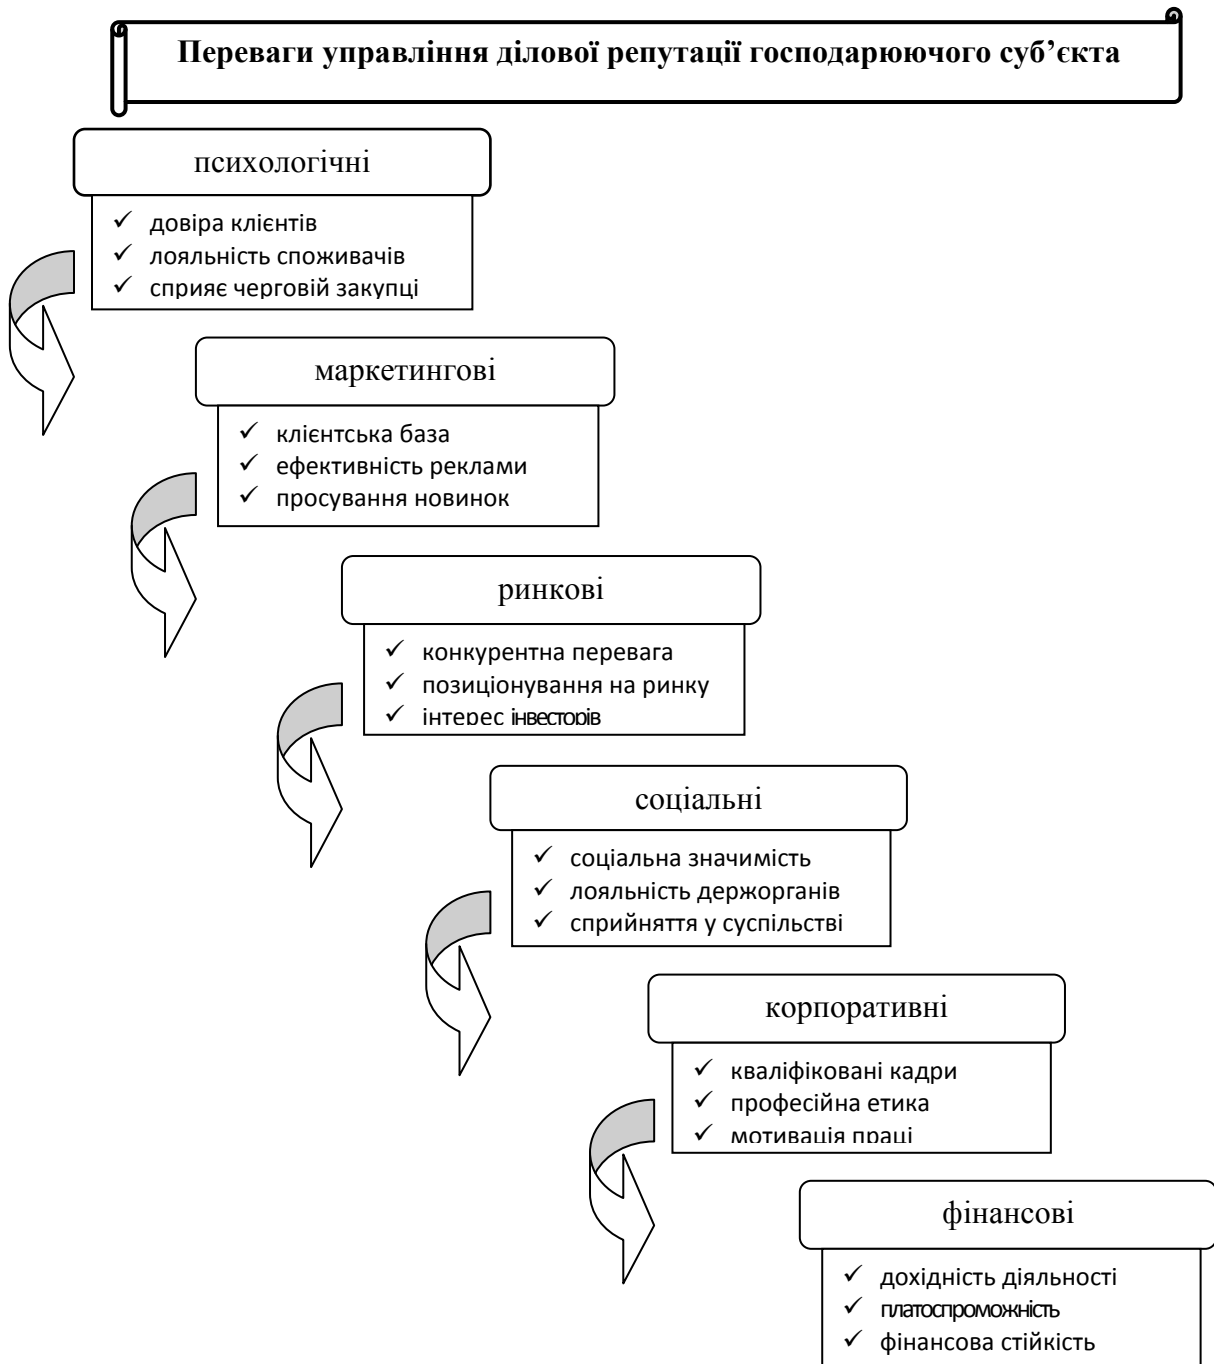 Переваги управління ділової репутації господарюючого суб’єкта
психологічні
довіра клієнтів
лояльність споживачів
сприяє черговій закупці
маркетингові
клієнтська база
ефективність реклами
просування новинок
ринкові
конкурентна перевага
позиціонування на ринку
інтерес інвесторів
соціальні
соціальна значимість
лояльність держорганів
сприйняття у суспільстві
корпоративні
кваліфіковані кадри
професійна етика
мотивація праці
фінансові
дохідність діяльності
платоспроможність
фінансова стійкість